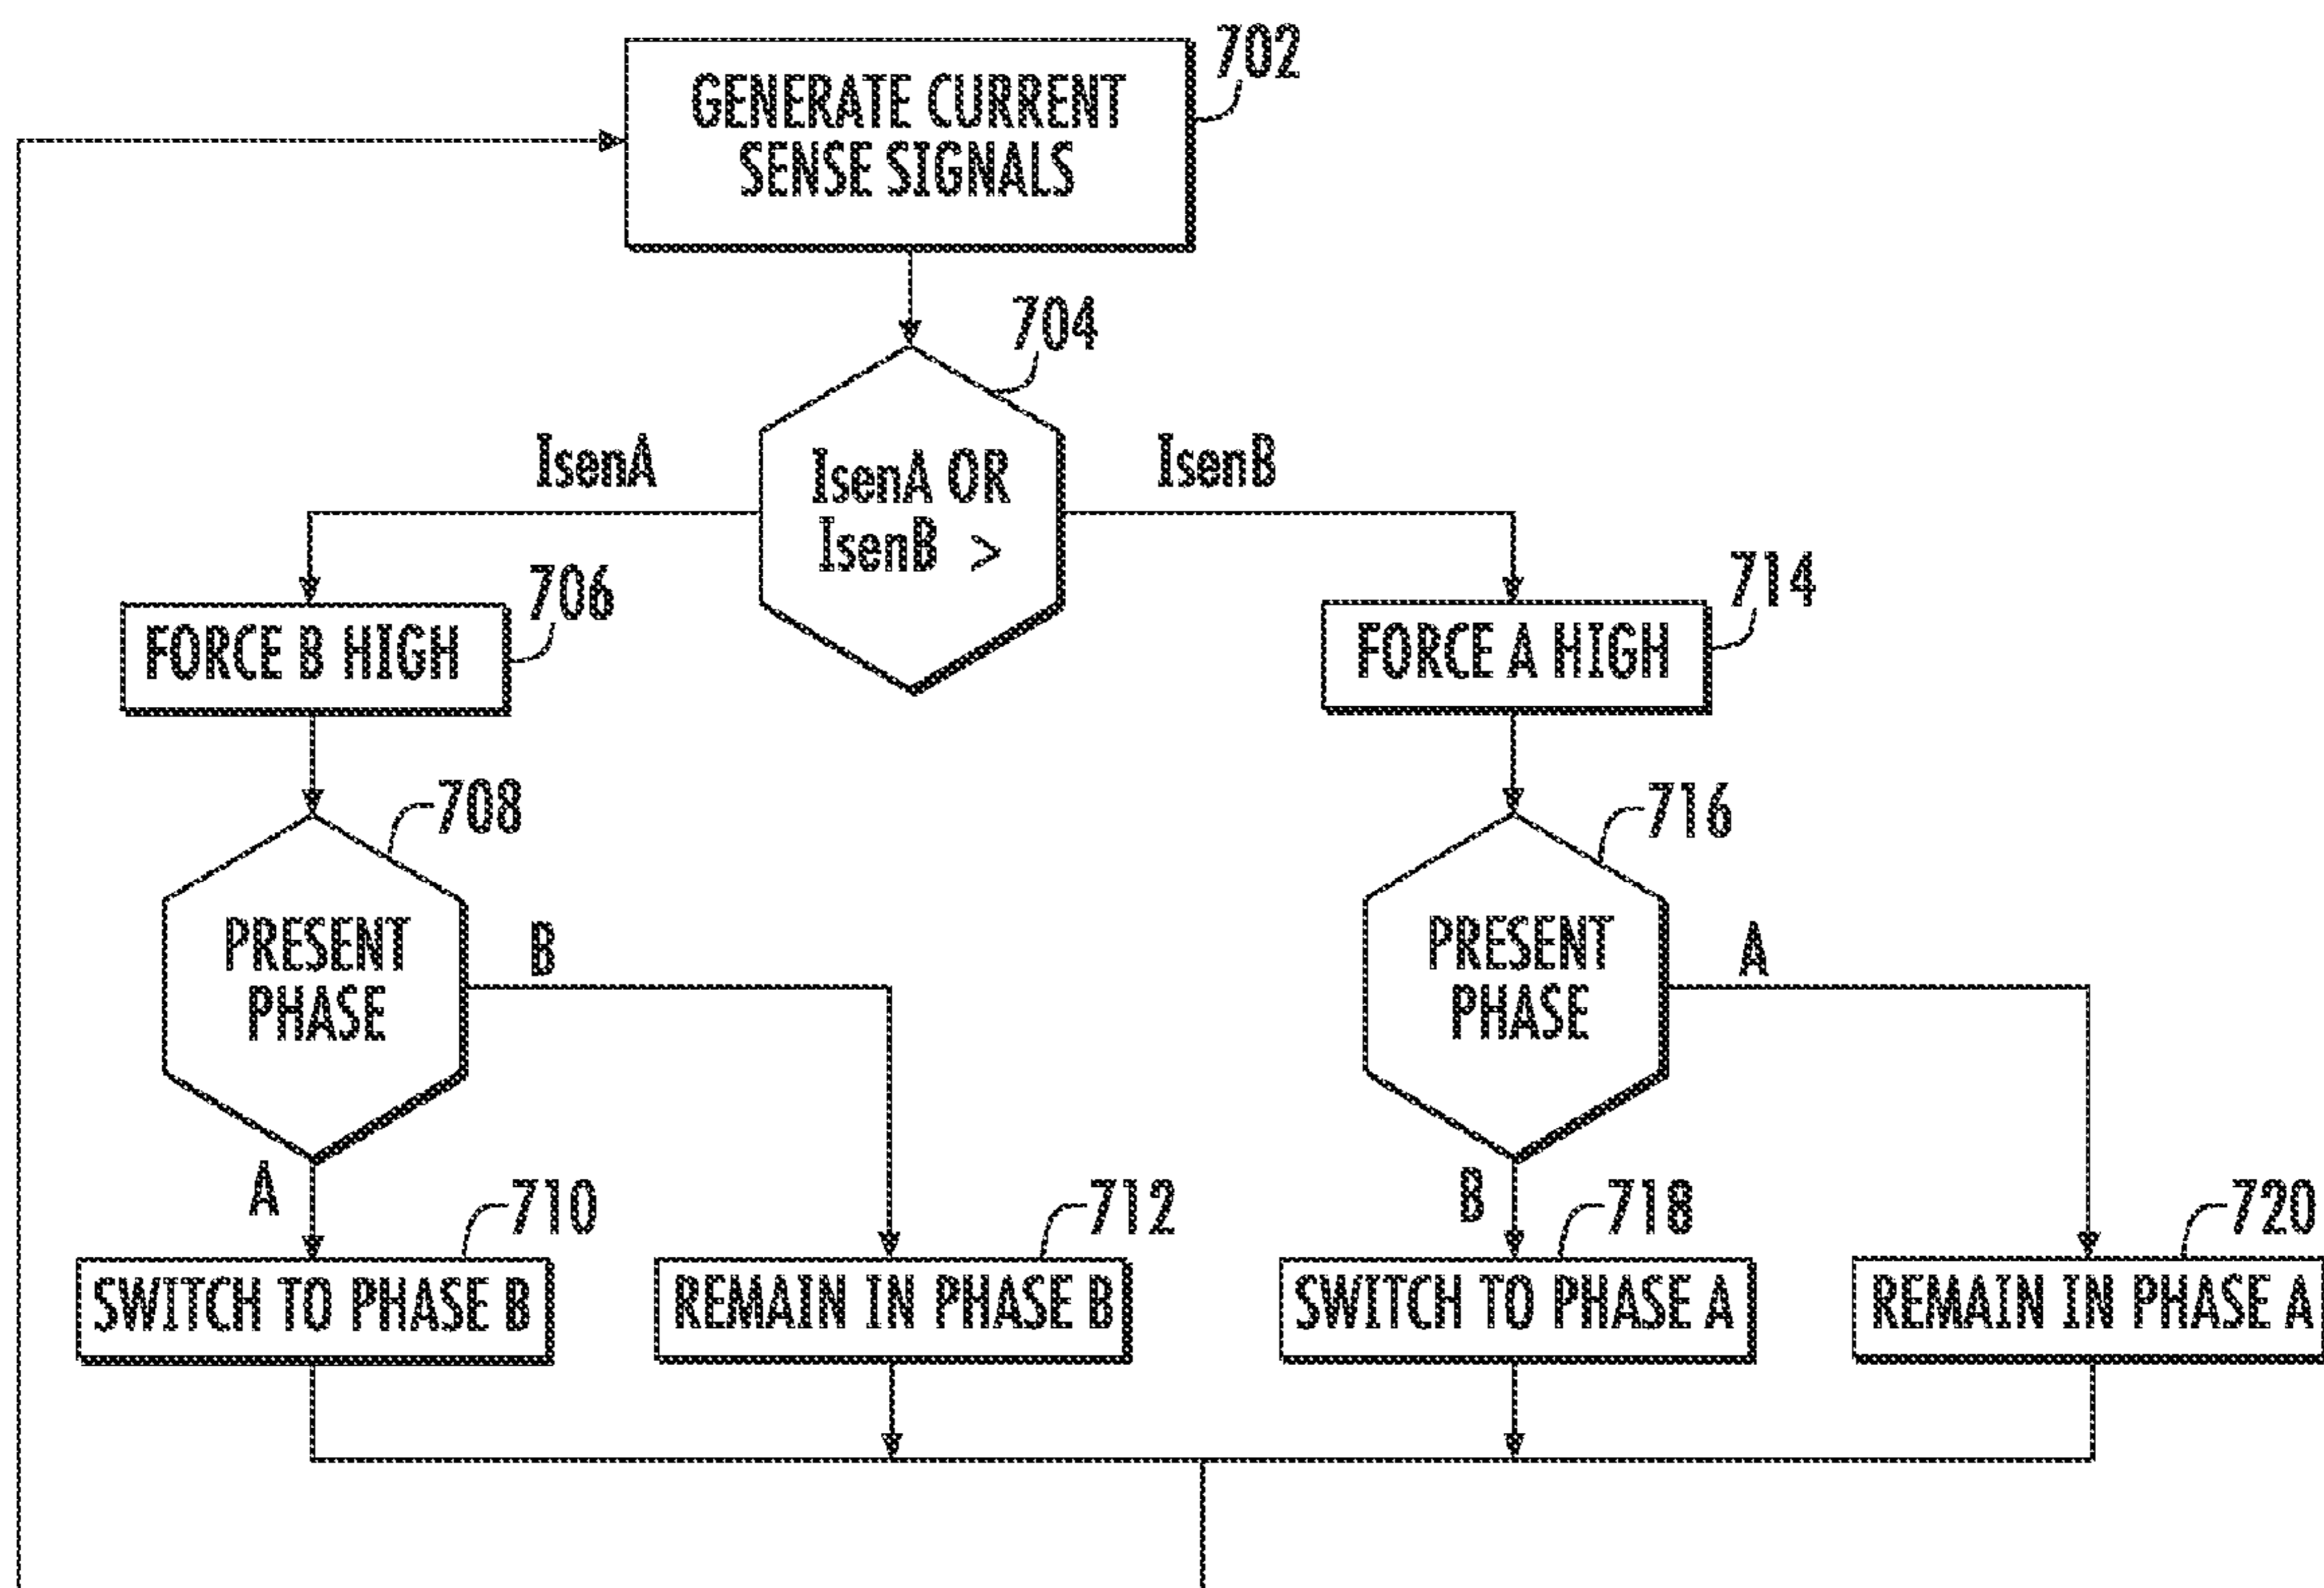 702
GENERATE CURRENT
SENSE SIGNALS
704
IsenA
IsenA OR
IsenB >
IsenB
706
FORCE B HIGH
714
FORCE A HIGH
708
PRESENT
PHASE
B
A
716
PRESENT
PHASE
A
B
710
SWITCH TO PHASE B
712
REMAIN IN PHASE B
718
SWITCH TO PHASE A
720
REMAIN IN PHASE A